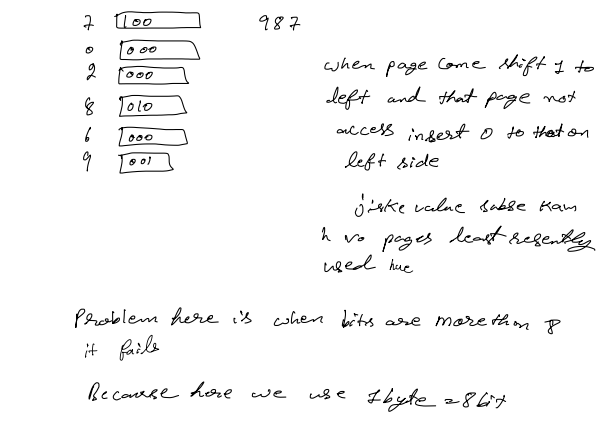 7 100 987
0 000
2 000
8 010
6 000
9 001
when page come shift 1 to
left and that page not
access insert 0 to that on
left side
jiske value sabse kam
h vo pages least resently
used hue
Problem here is when bits are more than 8
it fails
Because here we use 1byte = 8bit